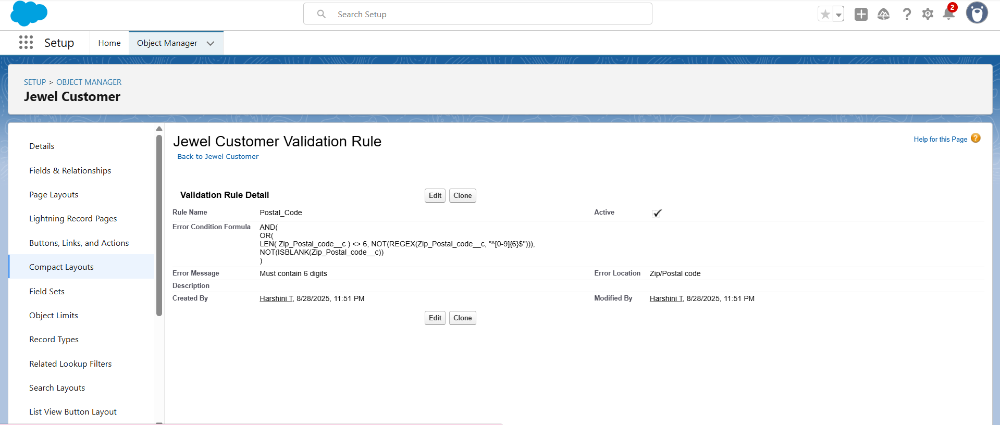 Search Setup
2
Setup
Home
Object Manager
SETUP > OBJECT MANAGER
Jewel Customer
Details
Fields & Relationships
Page Layouts
Lightning Record Pages
Buttons, Links, and Actions
Compact Layouts
Field Sets
Object Limits
Record Types
Related Lookup Filters
Search Layouts
List View Button Layout
Jewel Customer Validation Rule
Help for this Page ?
Back to Jewel Customer
Validation Rule Detail
Edit Clone
Rule Name Postal_Code Active
Error Condition Formula AND(
OR(
LEN( Zip_Postal_code__c ) <> 6, NOT(REGEX(Zip_Postal_code__c, "^[0-9]{6}$"))),
NOT(ISBLANK(Zip_Postal_code__c))
)
Error Message Must contain 6 digits Error Location Zip/Postal code
Description
Created By Harshini T, 8/28/2025, 11:51 PM Modified By Harshini T, 8/28/2025, 11:51 PM
Edit Clone